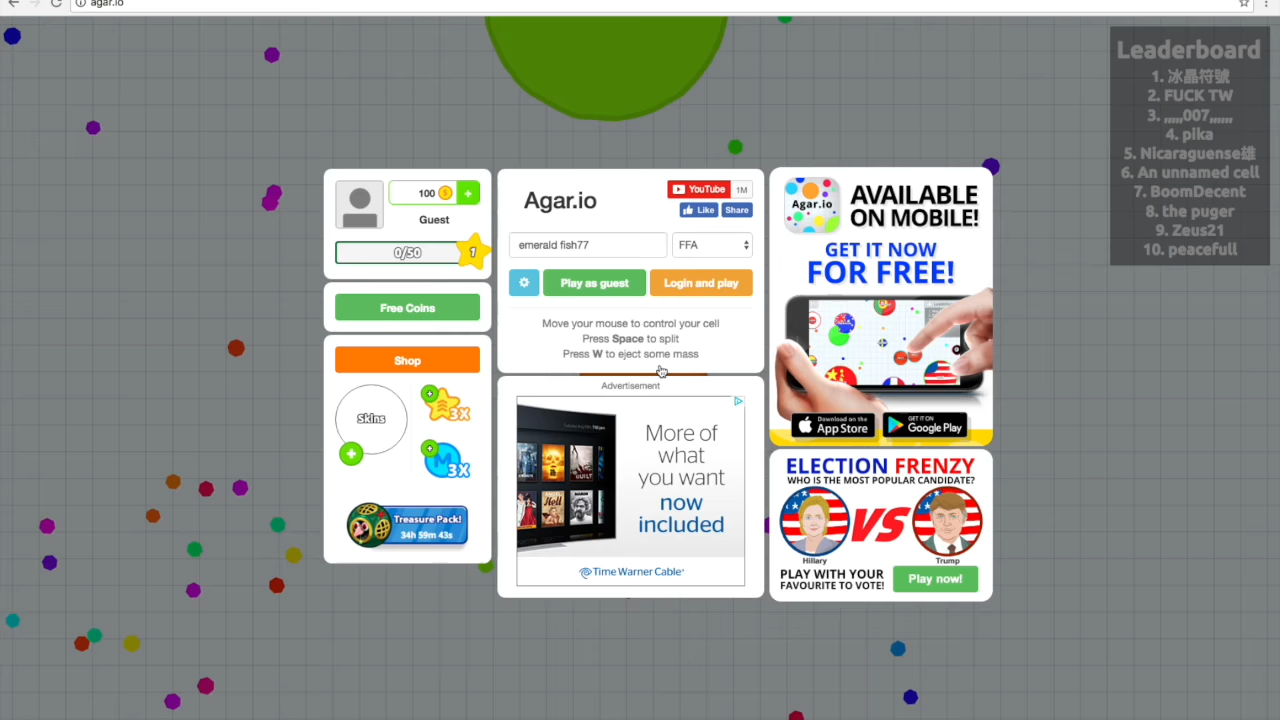 agar.io
Leaderboard
1. 冰晶符號
2. FUCK TW
3. ,,,,,007,,,,,,
4. pika
5. Nicaraguense雄
6. An unnamed cell
7. BoomDecent
8. the puger
9. Zeus21
10. peacefull
100
Guest
0/50
1
Free Coins
Shop
Skins
3X
M
3X
Treasure Pack!
34h 59m 43s
Agar.io
YouTube 1M
Like Share
emerald fish77
FFA
Play as guest
Login and play
Move your mouse to control your cell
Press Space to split
Press W to eject some mass
Advertisement
More of
what
you want
now
included
Time Warner Cable
Agar.io
AVAILABLE
ON MOBILE!
GET IT NOW
FOR FREE!
Download on the
App Store
GET IT ON
Google Play
ELECTION FRENZY
WHO IS THE MOST POPULAR CANDIDATE?
VS
Hillary
Trump
PLAY WITH YOUR
FAVOURITE TO VOTE!
Play now!